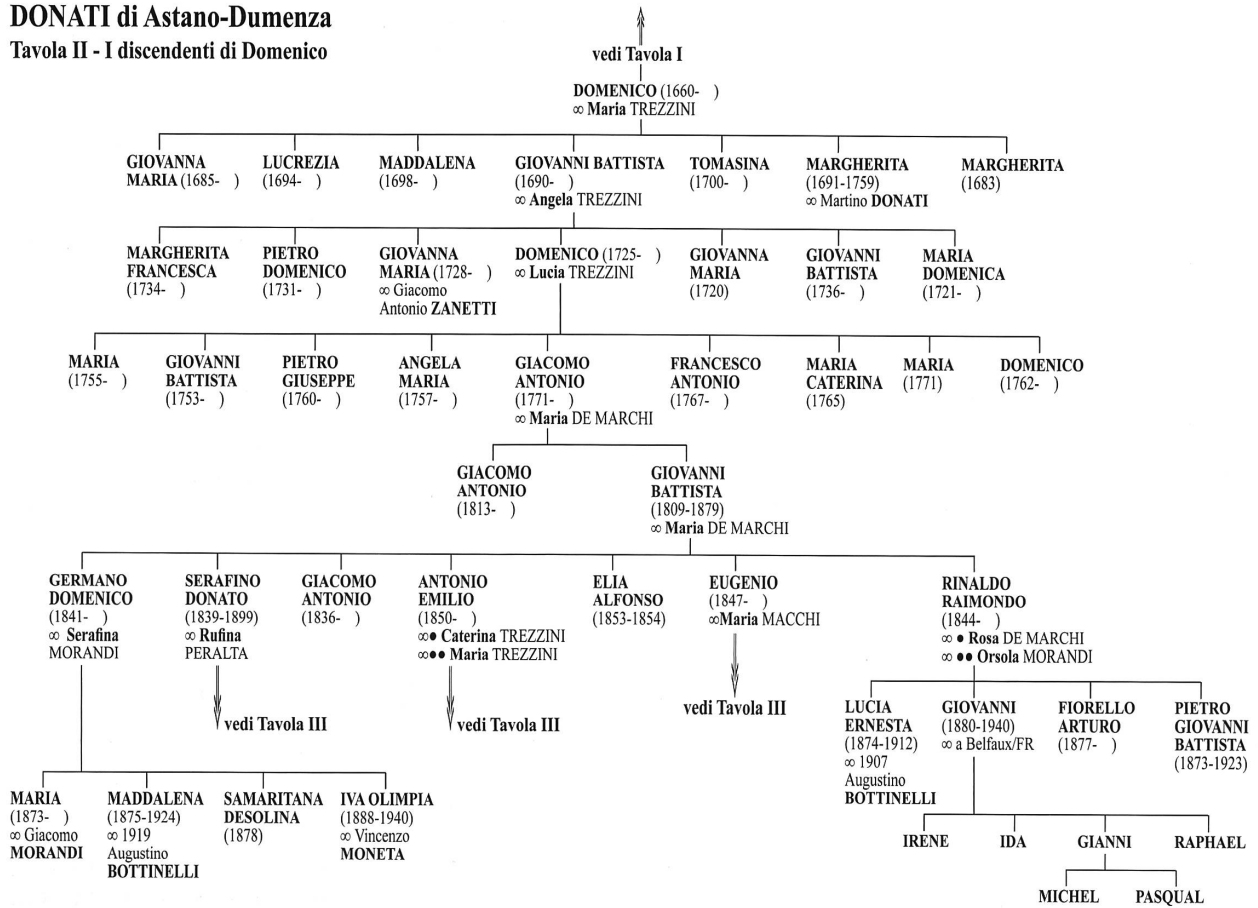 DONATI di Astano-Dumenza
Tavola II - I discendenti di Domenico
vedi Tavola I
DOMENICO (1660-   )
∞ Maria TREZZINI
GIOVANNA
MARIA (1685-   )
LUCREZIA
(1694-   )
MADDALENA
(1698-   )
GIOVANNI BATTISTA
(1690-   )
∞ Angela TREZZINI
TOMASINA
(1700-   )
MARGHERITA
(1691-1759)
∞ Martino DONATI
MARGHERITA
(1683)
MARGHERITA
FRANCESCA
(1734-   )
PIETRO
DOMENICO
(1731-   )
GIOVANNA
MARIA (1728-   )
∞ Giacomo
Antonio ZANETTI
DOMENICO (1725-   )
∞ Lucia TREZZINI
GIOVANNA
MARIA
(1720)
GIOVANNI
BATTISTA
(1736-   )
MARIA
DOMENICA
(1721-   )
MARIA
(1755-   )
GIOVANNI
BATTISTA
(1753-   )
PIETRO
GIUSEPPE
(1760-   )
ANGELA
MARIA
(1757-   )
GIACOMO
ANTONIO
(1771-   )
∞ Maria DE MARCHI
FRANCESCO
ANTONIO
(1767-   )
MARIA
CATERINA
(1765)
MARIA
(1771)
DOMENICO
(1762-   )
GIACOMO
ANTONIO
(1813-   )
GIOVANNI
BATTISTA
(1809-1879)
∞ Maria DE MARCHI
GERMANO
DOMENICO
(1841-   )
∞ Serafina
MORANDI
SERAFINO
DONATO
(1839-1899)
∞ Rufina
PERALTA
GIACOMO
ANTONIO
(1836-   )
ANTONIO
EMILIO
(1850-   )
∞● Caterina TREZZINI
∞●● Maria TREZZINI
ELIA
ALFONSO
(1853-1854)
EUGENIO
(1847-   )
∞Maria MACCHI
RINALDO
RAIMONDO
(1844-   )
∞ ● Rosa DE MARCHI
∞ ●● Orsola MORANDI
vedi Tavola III
vedi Tavola III
vedi Tavola III
LUCIA
ERNESTA
(1874-1912)
∞ 1907
Augustino
BOTTINELLI
GIOVANNI
(1880-1940)
∞ a Belfaux/FR
FIORELLO
ARTURO
(1877-   )
PIETRO
GIOVANNI
BATTISTA
(1873-1923)
MARIA
(1873-   )
∞ Giacomo
MORANDI
MADDALENA
(1875-1924)
∞ 1919
Augustino
BOTTINELLI
SAMARITANA
DESOLINA
(1878)
IVA OLIMPIA
(1888-1940)
∞ Vincenzo
MONETA
IRENE
IDA
GIANNI
RAPHAEL
MICHEL
PASQUAL